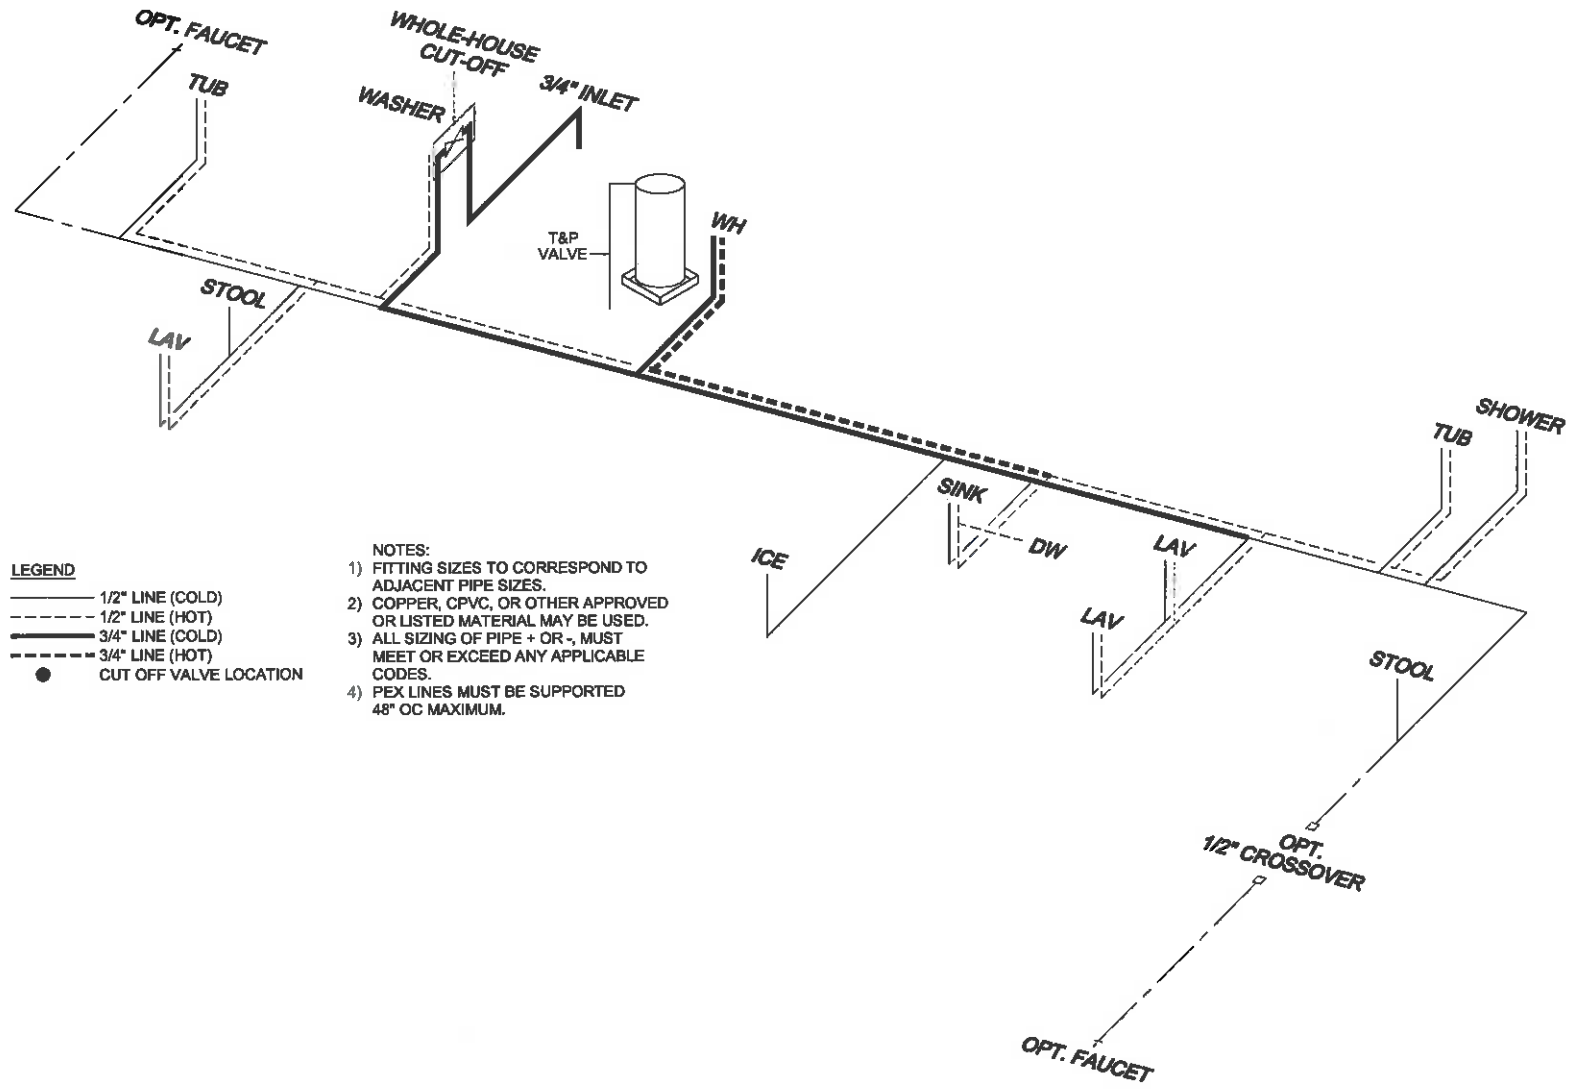 OPT. FAUCET
TUB
WHOLE-HOUSE
CUT-OFF
WASHER
3/4" INLET
T&P
VALVE
WH
STOOL
LAV
SHOWER
TUB
SINK
DW
ICE
LAV
LAV
STOOL
OPT.
1/2" CROSSOVER
OPT. FAUCET
LEGEND
1/2" LINE (COLD)
1/2" LINE (HOT)
3/4" LINE (COLD)
3/4" LINE (HOT)
CUT OFF VALVE LOCATION
NOTES:
1) FITTING SIZES TO CORRESPOND TO
ADJACENT PIPE SIZES.
2) COPPER, CPVC, OR OTHER APPROVED
OR LISTED MATERIAL MAY BE USED.
3) ALL SIZING OF PIPE + OR -, MUST
MEET OR EXCEED ANY APPLICABLE
CODES.
4) PEX LINES MUST BE SUPPORTED
48" OC MAXIMUM.